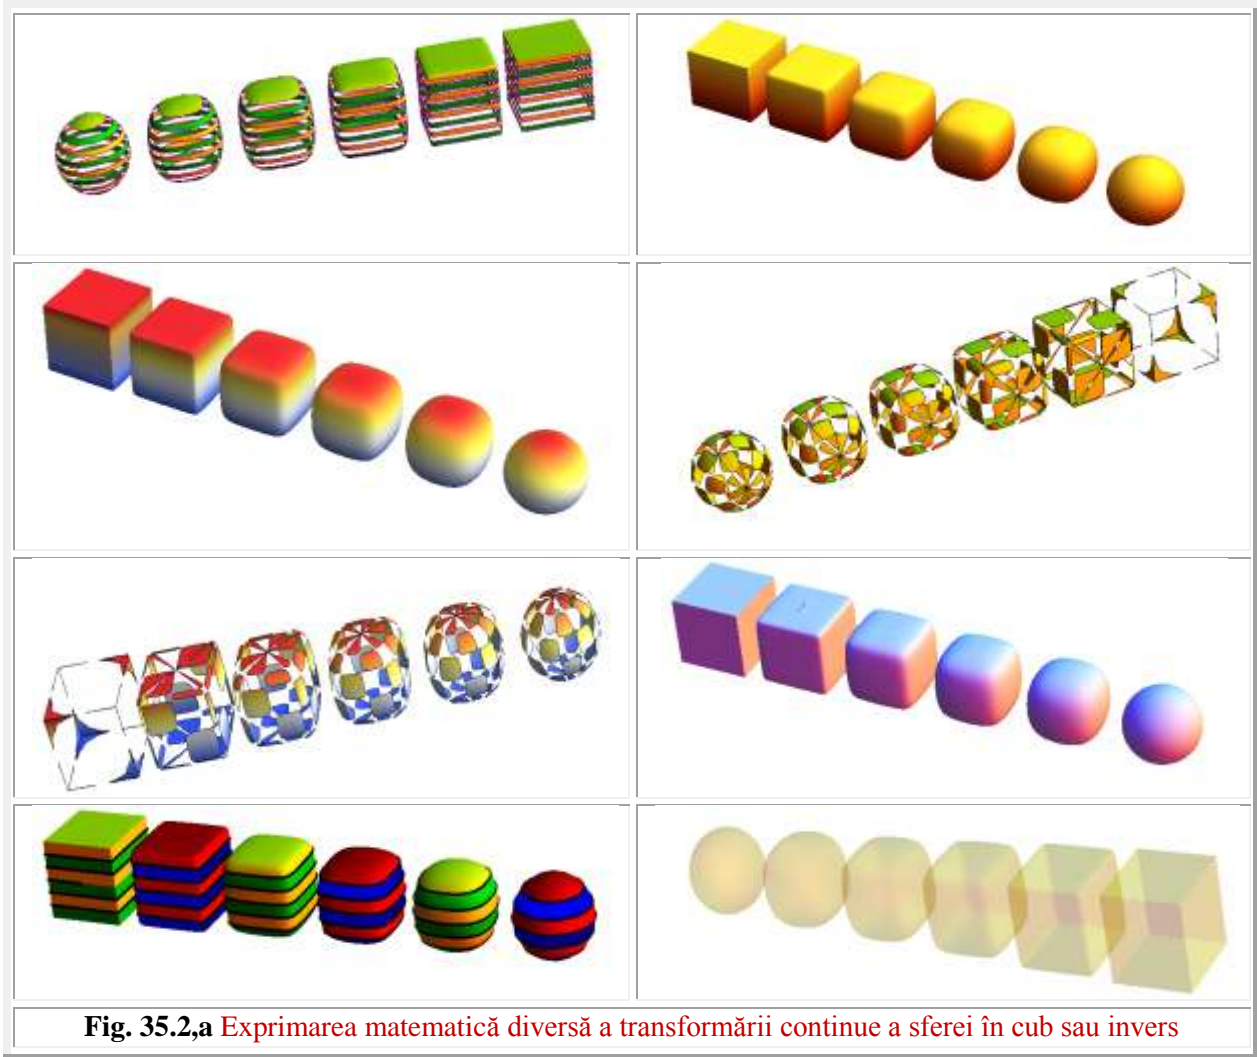 Fig. 35.2,a Exprimarea matematică diversă a transformării continue a sferei în cub sau invers